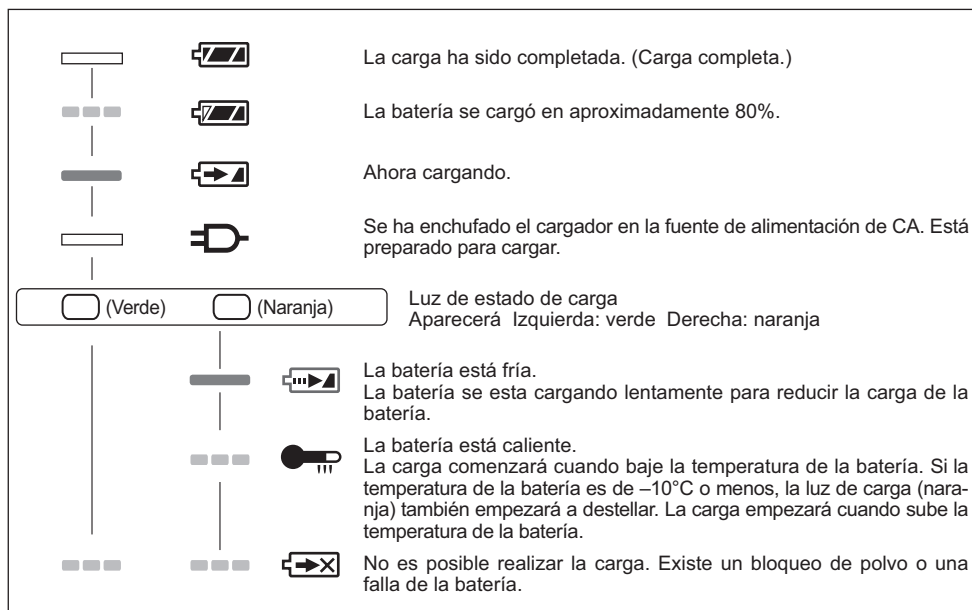 La carga ha sido completada. (Carga completa.)
La batería se cargó en aproximadamente 80%.
Ahora cargando.
Se ha enchufado el cargador en la fuente de alimentación de CA. Está
preparado para cargar.
(Verde) (Naranja)
Luz de estado de carga
Aparecerá Izquierda: verde Derecha: naranja
La batería está fría.
La batería se esta cargando lentamente para reducir la carga de la
batería.
La batería está caliente.
La carga comenzará cuando baje la temperatura de la batería. Si la
temperatura de la batería es de –10°C o menos, la luz de carga (nara-
nja) también empezará a destellar. La carga empezará cuando sube la
temperatura de la batería.
No es posible realizar la carga. Existe un bloqueo de polvo o una
falla de la batería.